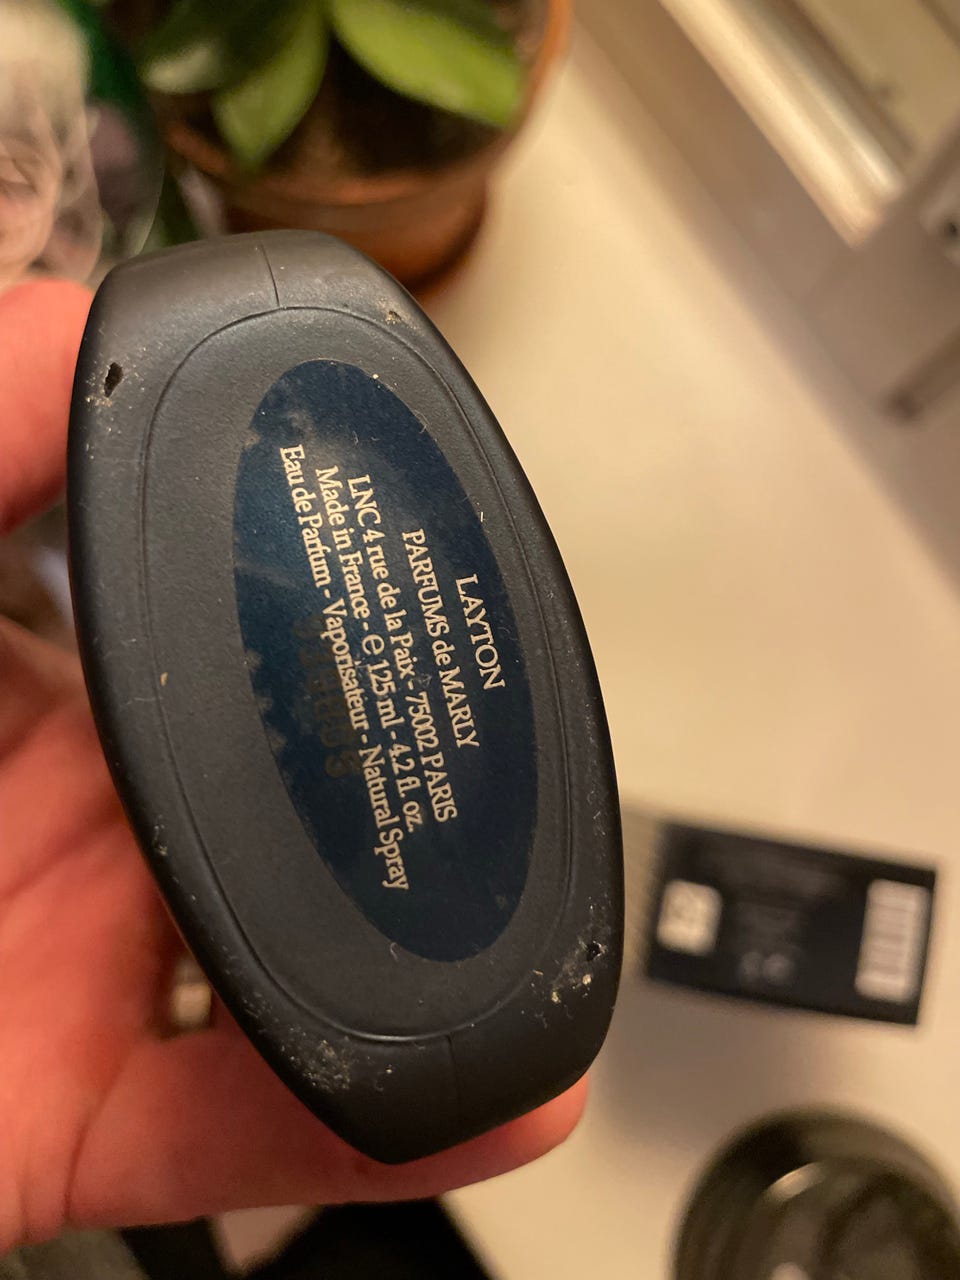 LAYTON
PARFUMS de MARLY
LNC 4 rue de la Paix - 75002 PARIS
Made in France - ℮ 125 ml - 4.2 fl. oz.
Eau de Parfum - Vaporisateur - Natural Spray